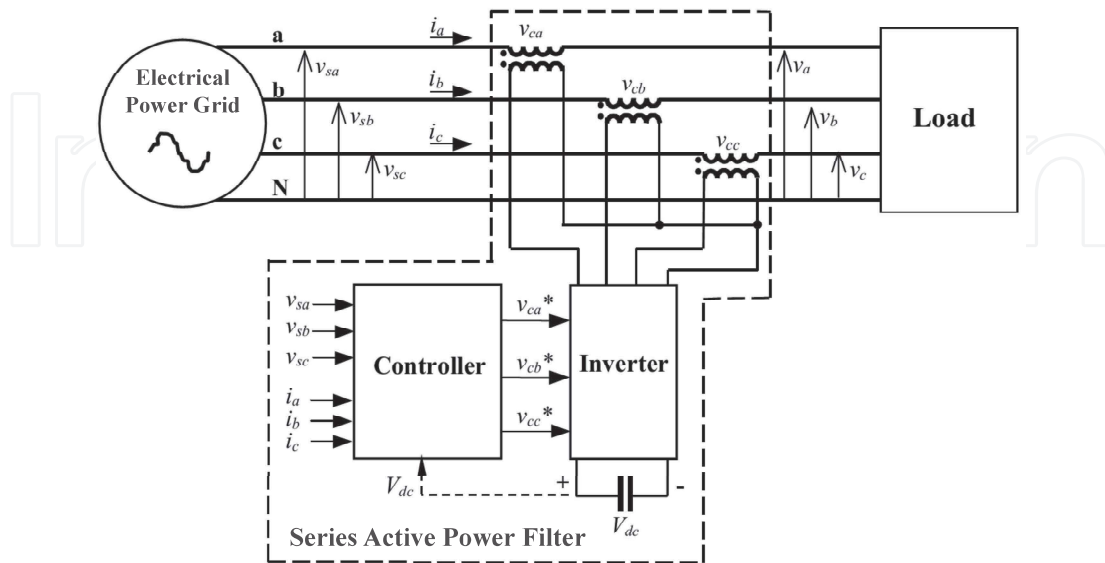 a
i_a
v_ca
v_sa
v_a
Electrical
Power Grid
b
i_b
v_cb
v_sb
v_b
Load
c
i_c
v_cc
v_sc
v_c
N
v_sa
v_sb
v_sc
i_a
i_b
i_c
Controller
v_ca*
v_cb*
v_cc*
Inverter
V_dc
+
-
V_dc
Series Active Power Filter